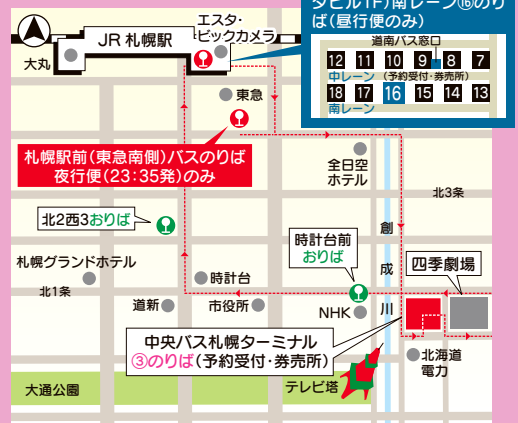 タビル1F)南レーン⑯のり
ば(昼行便のみ)
道南バス窓口
12 11 10 9 8 7
中レーン (予約受付・券売所)
18 17 16 15 14 13
南レーン
エスタ・
ビックカメラ
JR 札幌駅
大丸
東急
札幌駅前(東急南側)バスのりば
夜行便(23:35発)のみ
全日空
ホテル
北3条
北2西3おりば
創成川
時計台前
おりば
四季劇場
札幌グランドホテル
時計台
北1条
道新
市役所
NHK
中央バス札幌ターミナル
③のりば(予約受付・券売所)
北海道
電力
大通公園
テレビ塔